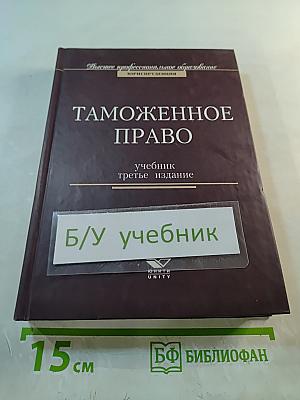 Высшее профессиональное образование
ЮРИСПРУДЕНЦИЯ
ТАМОЖЕННОЕ
ПРАВО
учебник
третье издание
Б/У учебник
ЮНИТИ
UNITY
15 см
БФ БИБЛИОФАН